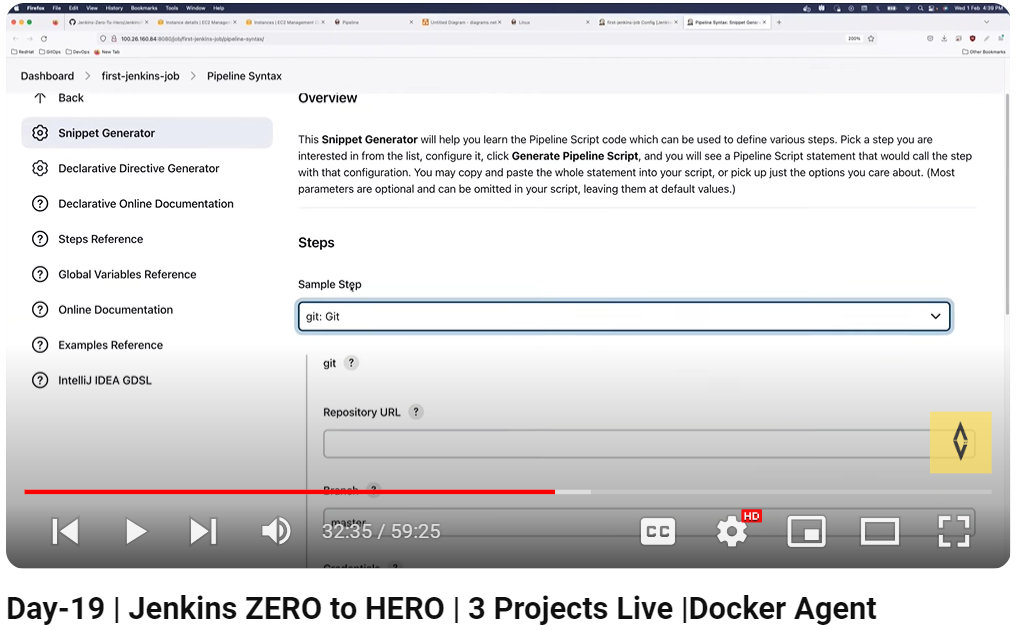 Firefox File Edit View History Bookmarks Tools Window Help
Wed 1 Feb 4:39 PM
Jenkins-Zero-To-Hero/Jenkinsf
Instance details | EC2 Manage
Instances | EC2 Management C
Pipeline
Untitled Diagram - diagrams.net
Linux
first-jenkins-job Config [Jenkins
Pipeline Syntax: Snippet Gene
100.26.160.84:8080/job/first-jenkins-job/pipeline-syntax/
200%
RedHat GitOps DevOps New Tab
Other Bookmarks
Dashboard > first-jenkins-job > Pipeline Syntax
Back
Snippet Generator
Declarative Directive Generator
Declarative Online Documentation
Steps Reference
Global Variables Reference
Online Documentation
Examples Reference
IntelliJ IDEA GDSL
Overview
This Snippet Generator will help you learn the Pipeline Script code which can be used to define various steps. Pick a step you are
interested in from the list, configure it, click Generate Pipeline Script, and you will see a Pipeline Script statement that would call the step
with that configuration. You may copy and paste the whole statement into your script, or pick up just the options you care about. (Most
parameters are optional and can be omitted in your script, leaving them at default values.)
Steps
Sample Step
git: Git
git ?
Repository URL ?
Branch ?
master
Credentials ?
32:35 / 59:25
CC
HD
Day-19 | Jenkins ZERO to HERO | 3 Projects Live |Docker Agent